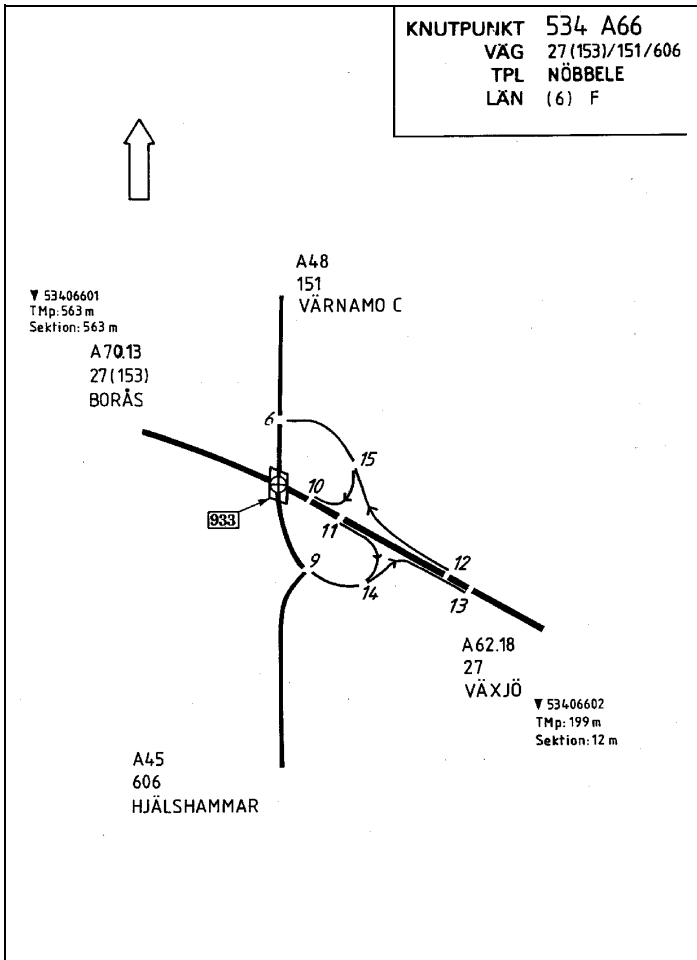 KNUTPUNKT 534 A66
VÄG 27(153)/151/606
TPL NÖBBELE
LÄN (6) F
A48
151
VÄRNAMO C
▼ 53406601
TMp: 563 m
Sektion: 563 m
A70.13
27(153)
BORÅS
6
15
10
11
933
9
14
12
13
A62.18
27
VÄXJÖ
▼ 53406602
TMp: 199 m
Sektion: 12 m
A45
606
HJÄLSHAMMAR